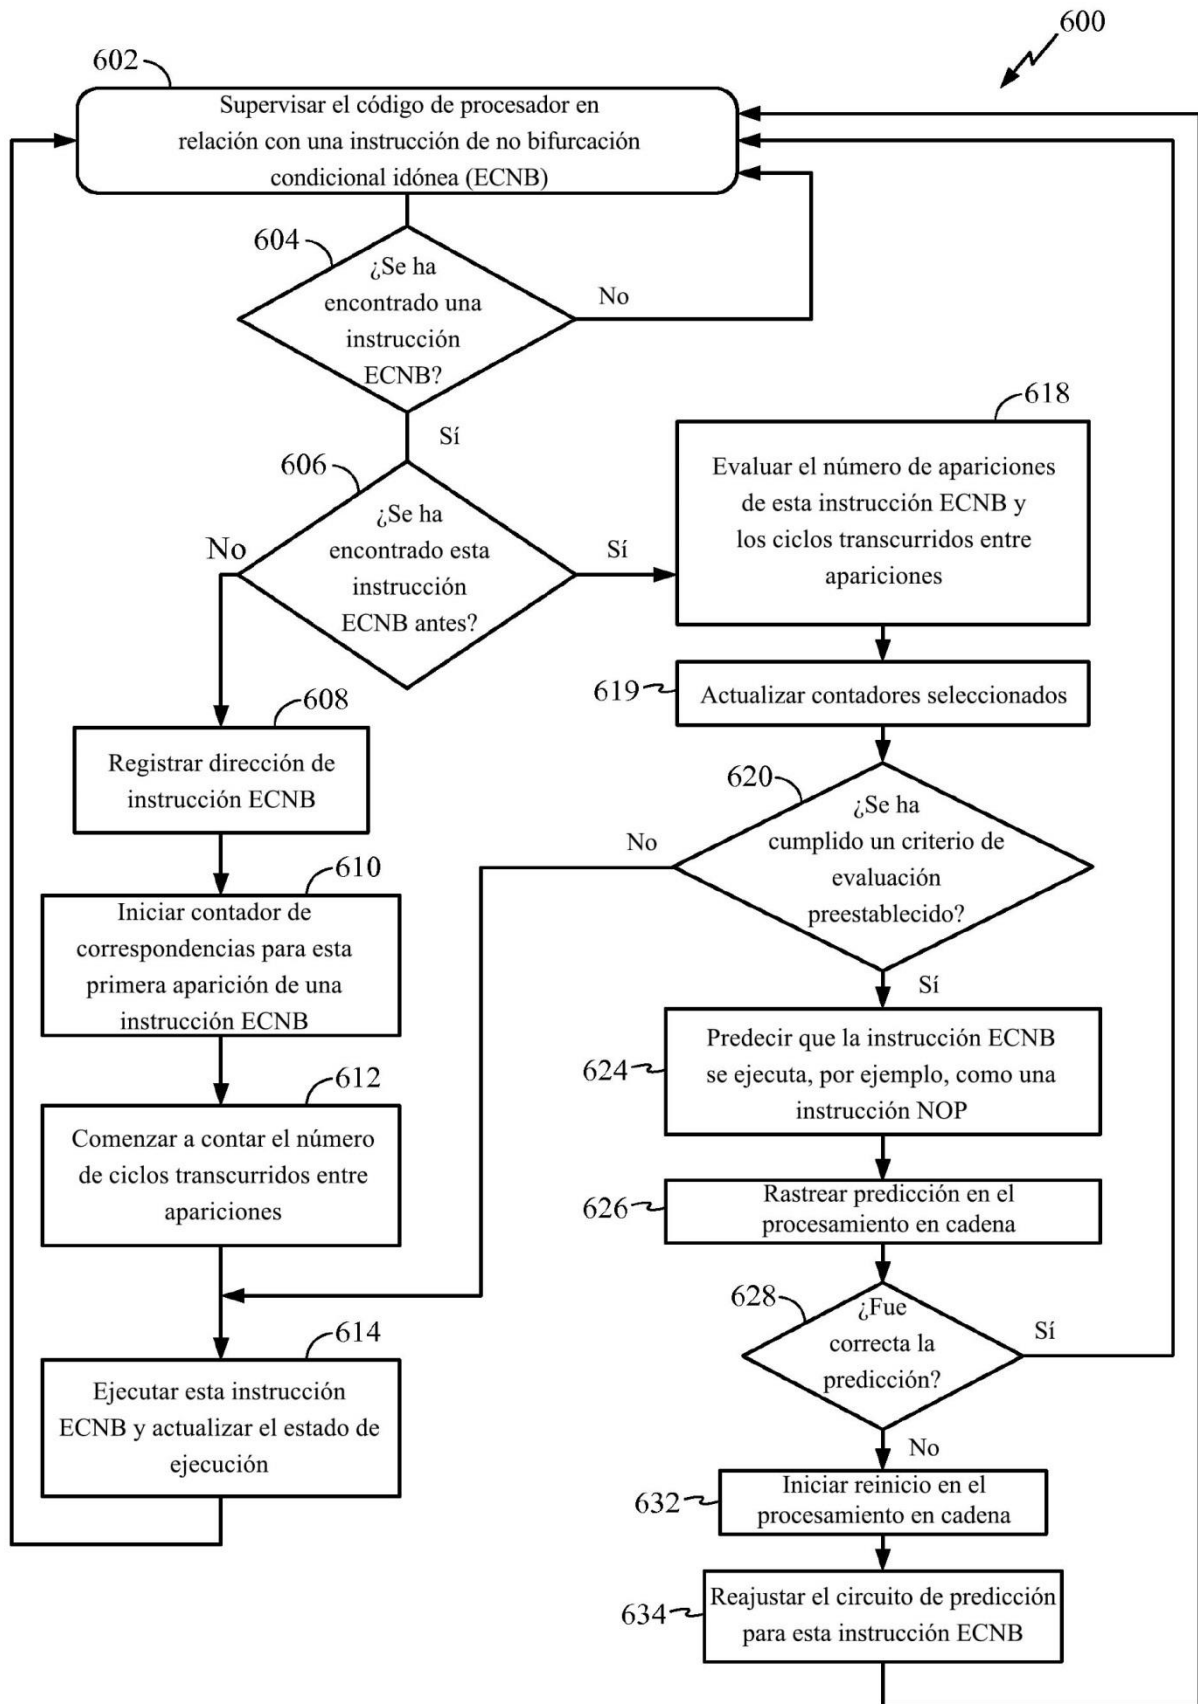 600
602
Supervisar el código de procesador en
relación con una instrucción de no bifurcación
condicional idónea (ECNB)
604
¿Se ha
encontrado una
instrucción
ECNB?
No
Sí
606
¿Se ha
encontrado esta
instrucción
ECNB antes?
No
Sí
618
Evaluar el número de apariciones
de esta instrucción ECNB y
los ciclos transcurridos entre
apariciones
619
Actualizar contadores seleccionados
608
Registrar dirección de
instrucción ECNB
620
¿Se ha
cumplido un criterio de
evaluación
preestablecido?
No
Sí
610
Iniciar contador de
correspondencias para esta
primera aparición de una
instrucción ECNB
612
Comenzar a contar el número
de ciclos transcurridos entre
apariciones
614
Ejecutar esta instrucción
ECNB y actualizar el estado de
ejecución
624
Predecir que la instrucción ECNB
se ejecuta, por ejemplo, como una
instrucción NOP
626
Rastrear predicción en el
procesamiento en cadena
628
¿Fue
correcta la
predicción?
Sí
No
632
Iniciar reinicio en el
procesamiento en cadena
634
Reajustar el circuito de predicción
para esta instrucción ECNB